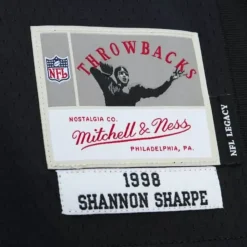 THROWBACKS
NFL
NOSTALGIA CO.
Mitchell & Ness
PHILADELPHIA, PA.
NFL LEGACY
1998
SHANNON SHARPE